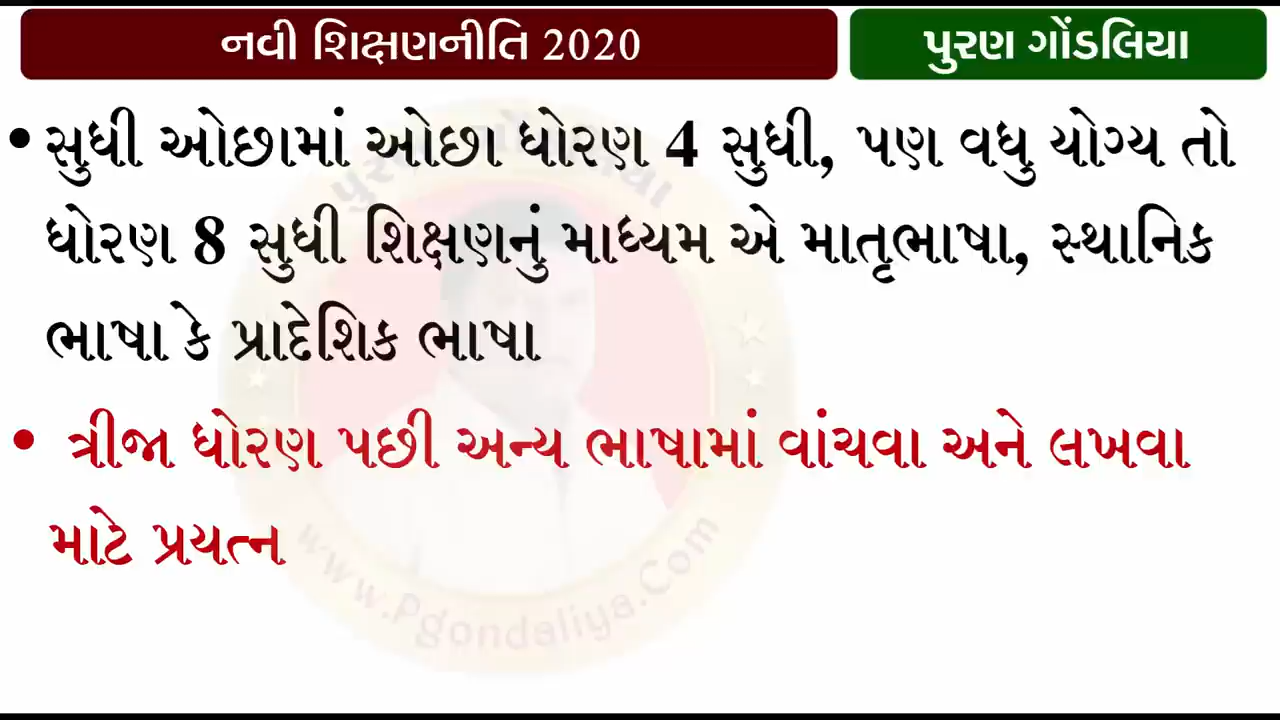 નવી શિક્ષણનીતિ 2020
પુરણ ગોંડલિયા
•સુધી ઓછામાં ઓછા ધોરણ 4 સુધી, પણ વધુ યોગ્ય તો
ધોરણ 8 સુધી શિક્ષણનું માધ્યમ એ માતૃભાષા, સ્થાનિક
ભાષા કે પ્રાદેશિક ભાષા
• ત્રીજા ધોરણ પછી અન્ય ભાષામાં વાંચવા અને લખવા
માટે પ્રયત્ન
www.Pgondaliya.Com